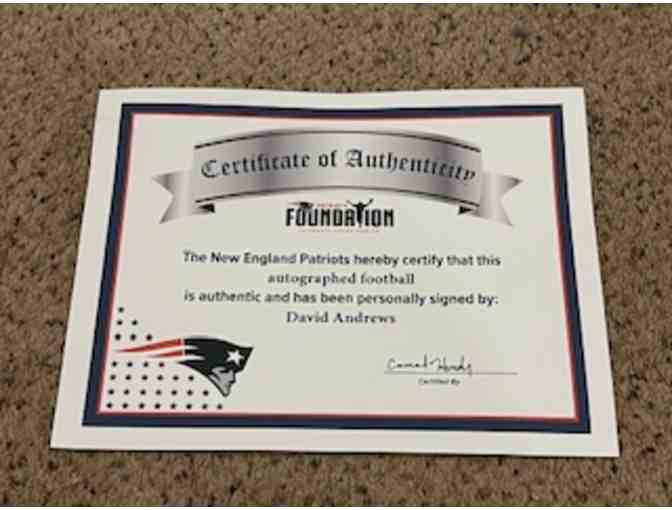 Certificate of Authenticity
FOUNDATION
The New England Patriots hereby certify that this
autographed football
is authentic and has been personally signed by:
David Andrews
Certified By